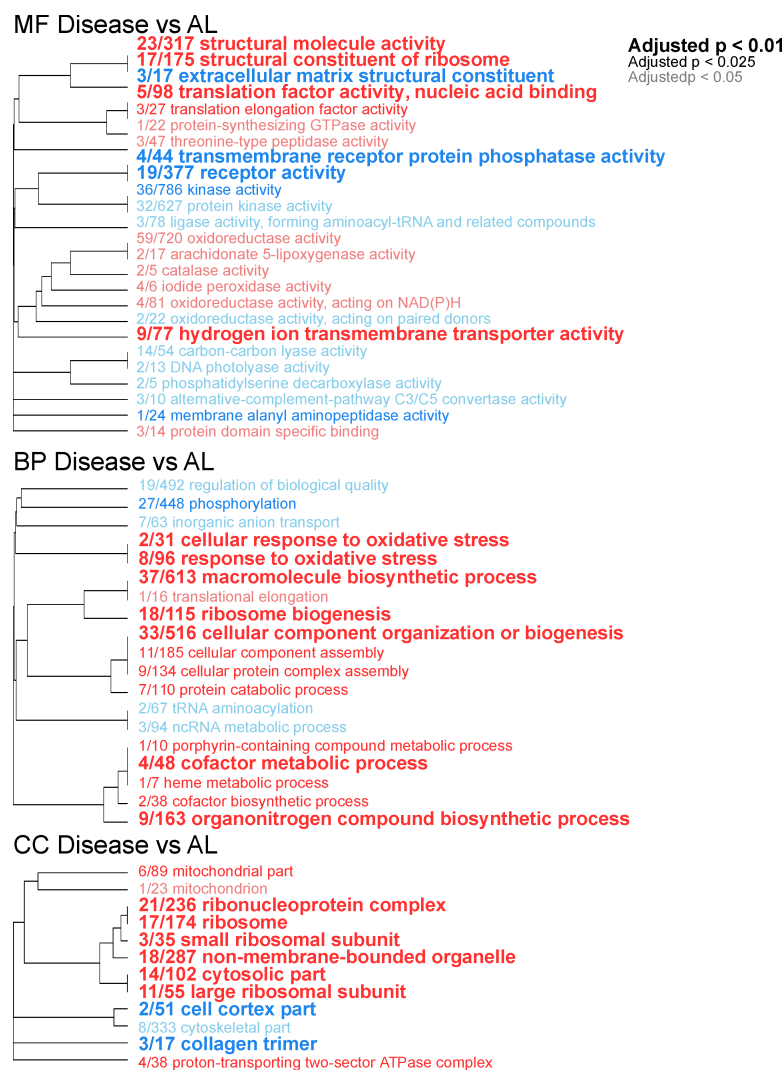 MF Disease vs AL
23/317 structural molecule activity
Adjusted p < 0.01
17/175 structural constituent of ribosome
Adjusted p < 0.025
3/17 extracellular matrix structural constituent
Adjustedp < 0.05
5/98 translation factor activity, nucleic acid binding
3/27 translation elongation factor activity
1/22 protein-synthesizing GTPase activity
3/47 threonine-type peptidase activity
4/44 transmembrane receptor protein phosphatase activity
19/377 receptor activity
36/786 kinase activity
32/627 protein kinase activity
3/78 ligase activity, forming aminoacyl-tRNA and related compounds
59/720 oxidoreductase activity
2/17 arachidonate 5-lipoxygenase activity
2/5 catalase activity
4/6 iodide peroxidase activity
4/81 oxidoreductase activity, acting on NAD(P)H
2/22 oxidoreductase activity, acting on paired donors
9/77 hydrogen ion transmembrane transporter activity
14/54 carbon-carbon lyase activity
2/13 DNA photolyase activity
2/5 phosphatidylserine decarboxylase activity
3/10 alternative-complement-pathway C3/C5 convertase activity
1/24 membrane alanyl aminopeptidase activity
3/14 protein domain specific binding
BP Disease vs AL
19/492 regulation of biological quality
27/448 phosphorylation
7/63 inorganic anion transport
2/31 cellular response to oxidative stress
8/96 response to oxidative stress
37/613 macromolecule biosynthetic process
1/16 translational elongation
18/115 ribosome biogenesis
33/516 cellular component organization or biogenesis
11/185 cellular component assembly
9/134 cellular protein complex assembly
7/110 protein catabolic process
2/67 tRNA aminoacylation
3/94 ncRNA metabolic process
1/10 porphyrin-containing compound metabolic process
4/48 cofactor metabolic process
1/7 heme metabolic process
2/38 cofactor biosynthetic process
9/163 organonitrogen compound biosynthetic process
CC Disease vs AL
6/89 mitochondrial part
1/23 mitochondrion
21/236 ribonucleoprotein complex
17/174 ribosome
3/35 small ribosomal subunit
18/287 non-membrane-bounded organelle
14/102 cytosolic part
11/55 large ribosomal subunit
2/51 cell cortex part
8/333 cytoskeletal part
3/17 collagen trimer
4/38 proton-transporting two-sector ATPase complex